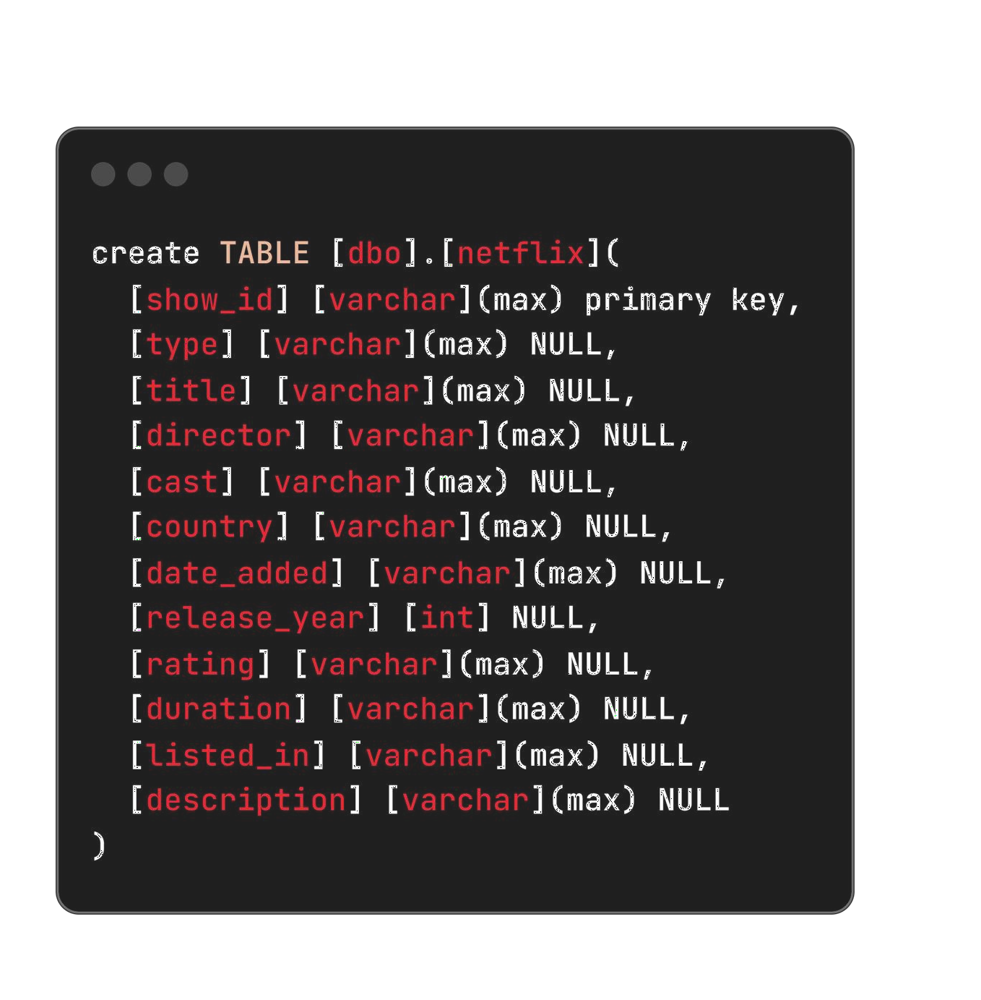 create TABLE [dbo].[netflix](
[show_id] [varchar](max) primary key,
[type] [varchar](max) NULL,
[title] [varchar](max) NULL,
[director] [varchar](max) NULL,
[cast] [varchar](max) NULL,
[country] [varchar](max) NULL,
[date_added] [varchar](max) NULL,
[release_year] [int] NULL,
[rating] [varchar](max) NULL,
[duration] [varchar](max) NULL,
[listed_in] [varchar](max) NULL,
[description] [varchar](max) NULL
)